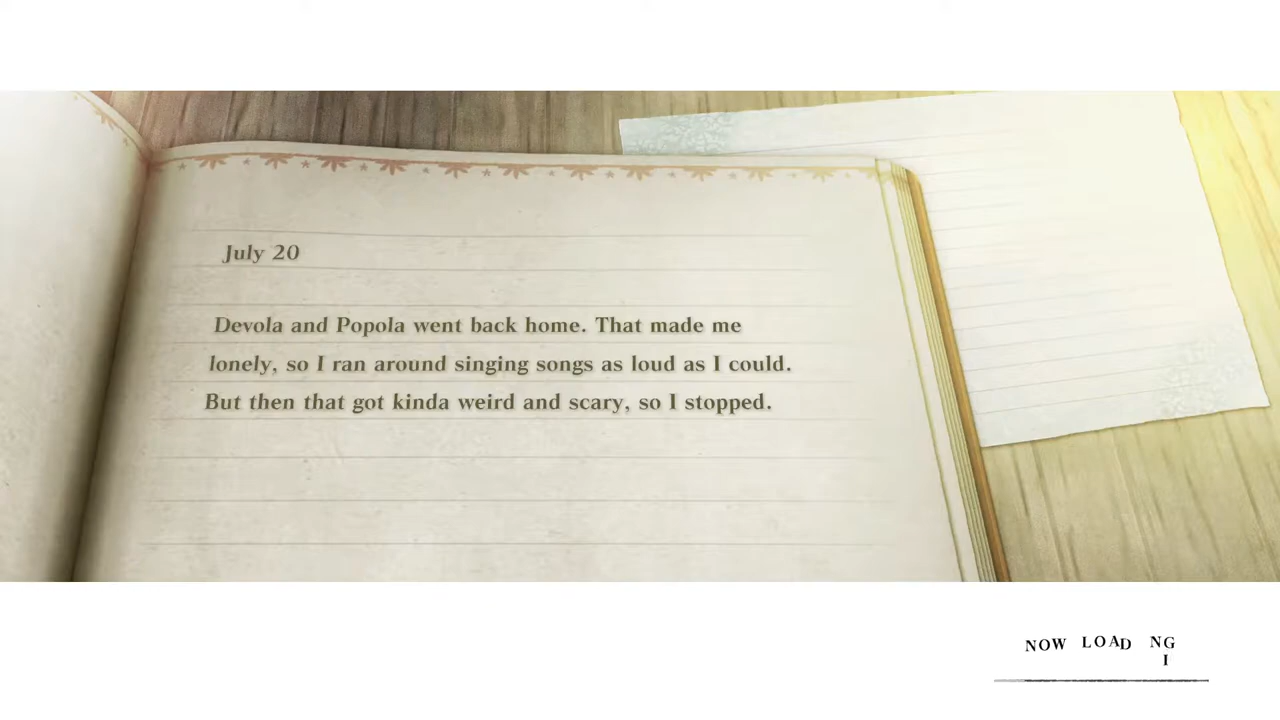 July 20
Devola and Popola went back home. That made me
lonely, so I ran around singing songs as loud as I could.
But then that got kinda weird and scary, so I stopped.
NOW LOADING